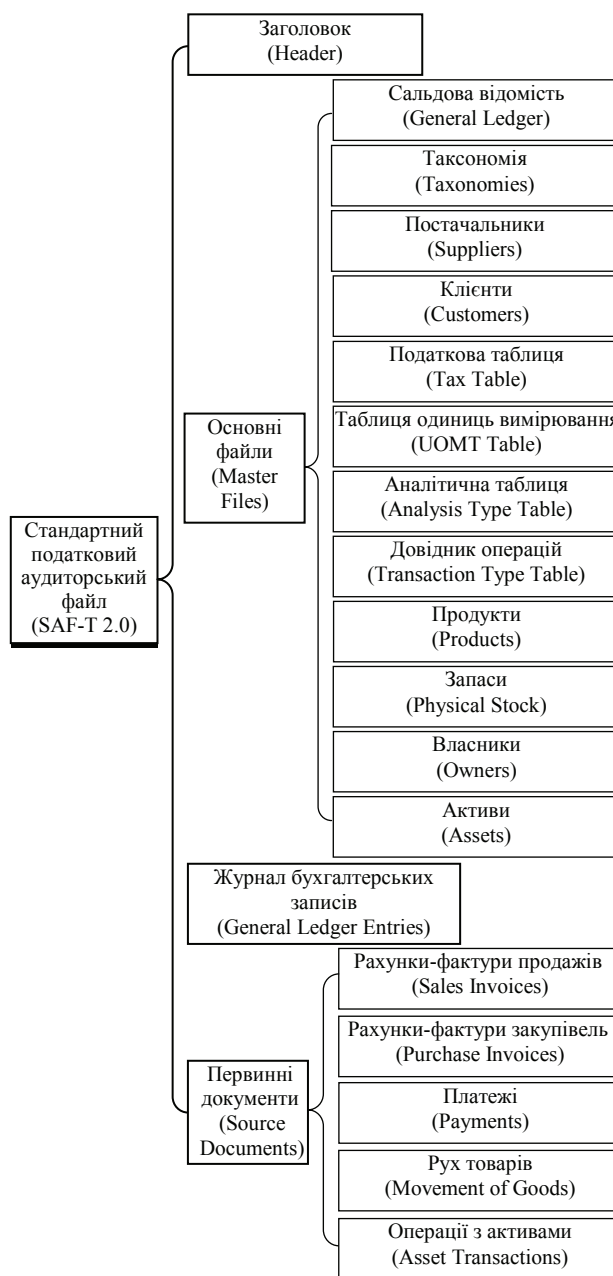 Заголовок
(Header)
Сальдова відомість
(General Ledger)
Таксономія
(Taxonomies)
Постачальники
(Suppliers)
Клієнти
(Customers)
Податкова таблиця
(Tax Table)
Таблиця одиниць вимірювання
(UOMT Table)
Аналітична таблиця
(Analysis Type Table)
Довідник операцій
(Transaction Type Table)
Продукти
(Products)
Запаси
(Physical Stock)
Власники
(Owners)
Активи
(Assets)
Основні
файли
(Master
Files)
Стандартний
податковий
аудиторський
файл
(SAF-T 2.0)
Журнал бухгалтерських
записів
(General Ledger Entries)
Рахунки-фактури продажів
(Sales Invoices)
Рахунки-фактури закупівель
(Purchase Invoices)
Платежі
(Payments)
Рух товарів
(Movement of Goods)
Операції з активами
(Asset Transactions)
Первинні
документи
(Source
Documents)